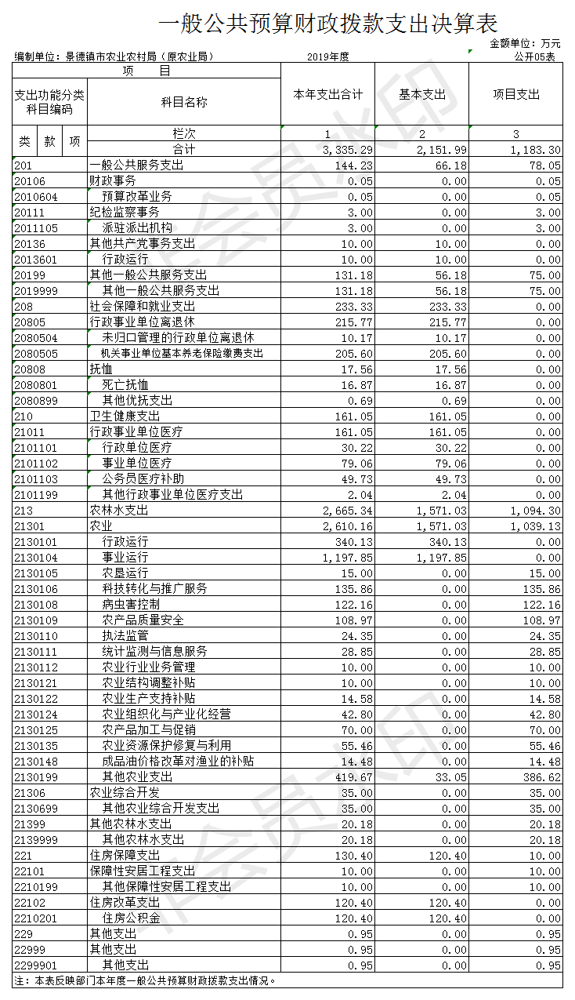 一般公共预算财政拨款支出决算表
金额单位：万元
编制单位：景德镇市农业农村局（原农业局） 2019年度 公开05表
项 目 本年支出合计 基本支出 项目支出
支出功能分类科目编码 科目名称
类 款 项 栏次 1 2 3
合计 3,335.29 2,151.99 1,183.30
201 一般公共服务支出 144.23 66.18 78.05
20106 财政事务 0.05 0.00 0.05
2010604 预算改革业务 0.05 0.00 0.05
20111 纪检监察事务 3.00 0.00 3.00
2011105 派驻派出机构 3.00 0.00 3.00
20136 其他共产党事务支出 10.00 10.00 0.00
2013601 行政运行 10.00 10.00 0.00
20199 其他一般公共服务支出 131.18 56.18 75.00
2019999 其他一般公共服务支出 131.18 56.18 75.00
208 社会保障和就业支出 233.33 233.33 0.00
20805 行政事业单位离退休 215.77 215.77 0.00
2080504 未归口管理的行政单位离退休 10.17 10.17 0.00
2080505 机关事业单位基本养老保险缴费支出 205.60 205.60 0.00
20808 抚恤 17.56 17.56 0.00
2080801 死亡抚恤 16.87 16.87 0.00
2080899 其他优抚支出 0.69 0.69 0.00
210 卫生健康支出 161.05 161.05 0.00
21011 行政事业单位医疗 161.05 161.05 0.00
2101101 行政单位医疗 30.22 30.22 0.00
2101102 事业单位医疗 79.06 79.06 0.00
2101103 公务员医疗补助 49.73 49.73 0.00
2101199 其他行政事业单位医疗支出 2.04 2.04 0.00
213 农林水支出 2,665.34 1,571.03 1,094.30
21301 农业 2,610.16 1,571.03 1,039.13
2130101 行政运行 340.13 340.13 0.00
2130104 事业运行 1,197.85 1,197.85 0.00
2130105 农垦运行 15.00 0.00 15.00
2130106 科技转化与推广服务 135.86 0.00 135.86
2130108 病虫害控制 122.16 0.00 122.16
2130109 农产品质量安全 108.97 0.00 108.97
2130110 执法监管 24.35 0.00 24.35
2130111 统计监测与信息服务 28.85 0.00 28.85
2130112 农业行业业务管理 10.00 0.00 10.00
2130121 农业结构调整补贴 10.00 0.00 10.00
2130122 农业生产支持补贴 14.58 0.00 14.58
2130124 农业组织化与产业化经营 42.80 0.00 42.80
2130125 农产品加工与促销 70.00 0.00 70.00
2130135 农业资源保护修复与利用 55.46 0.00 55.46
2130148 成品油价格改革对渔业的补贴 14.48 0.00 14.48
2130199 其他农业支出 419.67 33.05 386.62
21306 农业综合开发 35.00 0.00 35.00
2130699 其他农业综合开发支出 35.00 0.00 35.00
21399 其他农林水支出 20.18 0.00 20.18
2139999 其他农林水支出 20.18 0.00 20.18
221 住房保障支出 130.40 120.40 10.00
22101 保障性安居工程支出 10.00 0.00 10.00
2210199 其他保障性安居工程支出 10.00 0.00 10.00
22102 住房改革支出 120.40 120.40 0.00
2210201 住房公积金 120.40 120.40 0.00
229 其他支出 0.95 0.00 0.95
22999 其他支出 0.95 0.00 0.95
2299901 其他支出 0.95 0.00 0.95
注：本表反映部门本年度一般公共预算财政拨款支出情况。
非会员水印
非会员水印